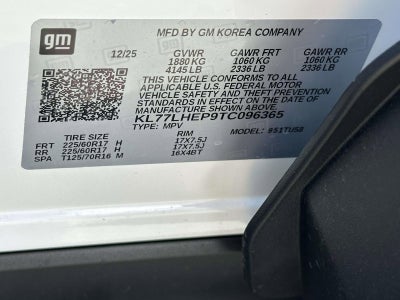 gm
MFD BY GM KOREA COMPANY
12/25 GVWR GAWR FRT GAWR RR
1880 KG 1060 KG 1060 KG
4145 LB 2336 LB 2336 LB
THIS VEHICLE CONFORMS TO ALL
APPLICABLE U.S. FEDERAL MOTOR
VEHICLE SAFETY AND THEFT PREVENTION
STANDARDS IN EFFECT ON THE DATE OF
MANUFACTURE SHOWN ABOVE.
KL77LHEP9TC096365
TYPE: MPV MODEL: 9S1TU58
TIRE RIM
FRT 225/60R17 H 17X7.5J
RR 225/60R17 H 17X7.5J
SPA T125/70R16 M 16X4BT